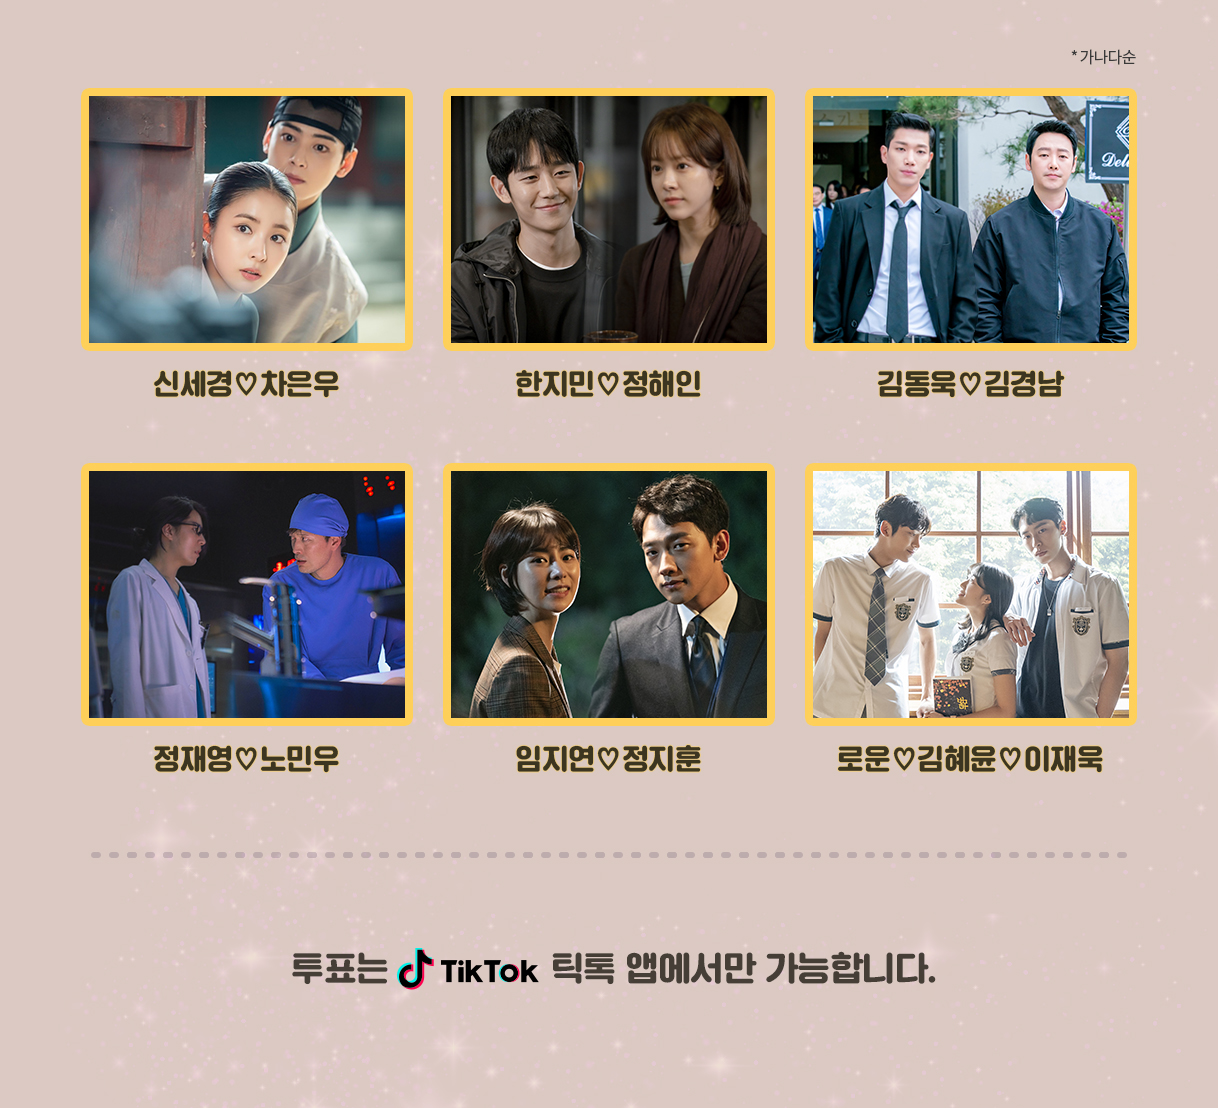 * 가나다순
신세경♡차은우
한지민♡정해인
김동욱♡김경남
정재영♡노민우
임지연♡정지훈
로운♡김혜윤♡이재욱
투표는 TikTok 틱톡 앱에서만 가능합니다.